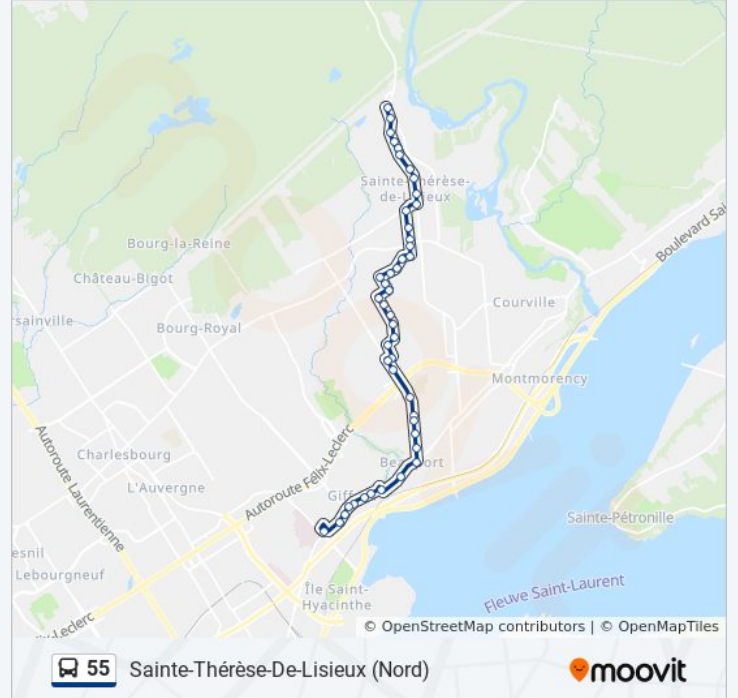 Sainte-Thérèse-
de-Lisieux
Boulevard Sai
Bourg-la-Reine
Château-Bigot
Courville
sainville
Bourg-Royal
Montmorency
Autoroute Félix-Leclerc
Autoroute Laurentienne
Charlesbourg
L'Auvergne
Giff
Sainte-Pétronille
esnil
Lebourgneuf
Île Saint-
Hyacinthe
Fleuve Saint-Laurent
-Leclerc
© OpenStreetMap contributors | © OpenMapTiles
55 Sainte-Thérèse-De-Lisieux (Nord)
moovit